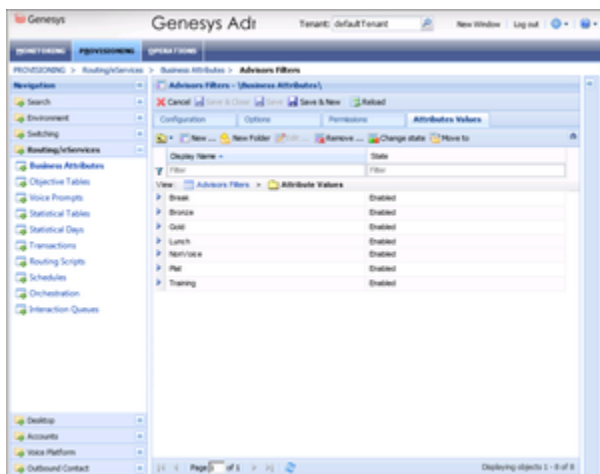 Genesys
Genesys Adı
Tenant: defaultTenant
New Window | Log out
MONITORING PROVISIONING OPERATIONS
PROVISIONING > Routing/eServices > Business Attributes > Advisors Filters
Navigation
Search
Environment
Switching
Routing/eServices
Business Attributes
Objective Tables
Voice Prompts
Statistical Tables
Statistical Days
Transactions
Routing Scripts
Schedules
Orchestration
Interaction Queues
Desktop
Accounts
Voice Platform
Outbound Contact
Advisors Filters - \Business Attributes\
Cancel Save & Close Save Save & New Reload
Configuration Options Permissions Attributes Values
New ... New Folder Edit ... Remove ... Change state Move to
Display Name State
Filter Filter
View: Advisors Filters > Attribute Values
Break Enabled
Bronze Enabled
Gold Enabled
Lunch Enabled
NonVoice Enabled
Plat Enabled
Training Enabled
Page 1 of 1
Displaying objects 1 - 8 of 8